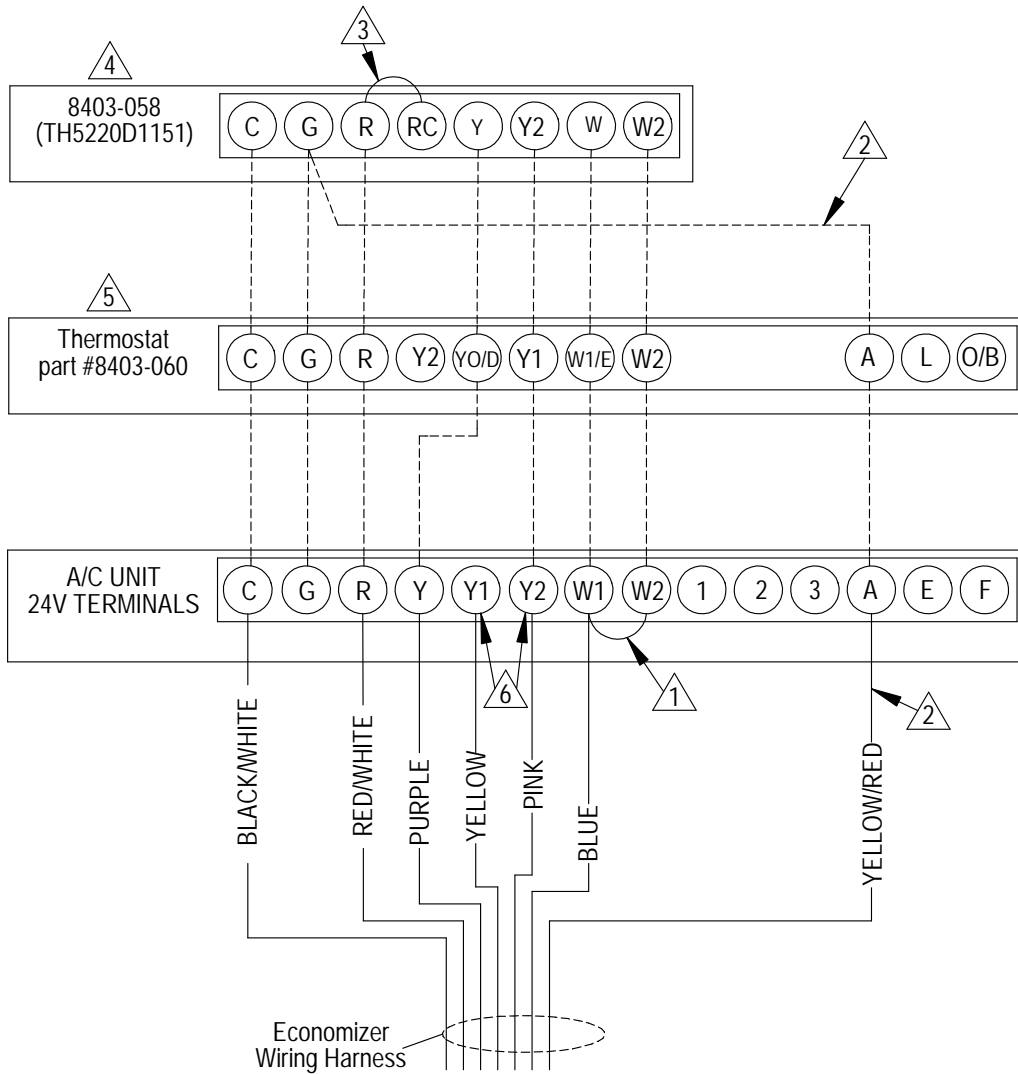 3
4
8403-058
(TH5220D1151)
C G R RC Y Y2 W W2
2
5
Thermostat
part #8403-060
C G R Y2 YO/D Y1 W1/E W2 A L O/B
A/C UNIT
24V TERMINALS
C G R Y Y1 Y2 W1 W2 1 2 3 A E F
6
1
2
BLACK/WHITE
RED/WHITE
PURPLE
YELLOW
PINK
BLUE
YELLOW/RED
Economizer
Wiring Harness